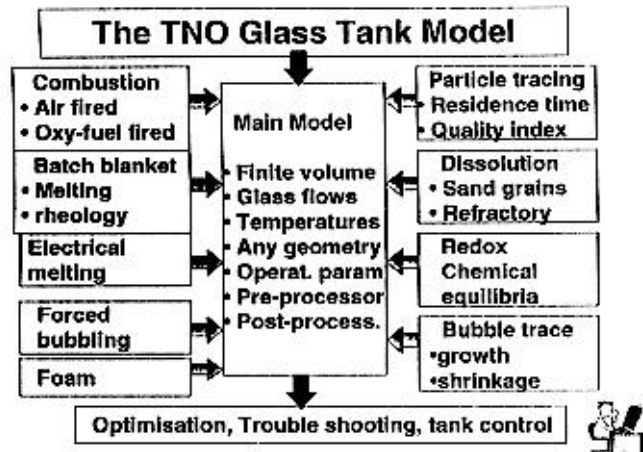 The TNO Glass Tank Model
Combustion
• Air fired
• Oxy-fuel fired
Batch blanket
• Melting
• rheology
Electrical
melting
Forced
bubbling
Foam
Main Model
• Finite volume
• Glass flows
• Temperatures
• Any geometry
• Operat. param
• Pre-processor
• Post-process.
Particle tracing
• Residence time
• Quality index
Dissolution
• Sand grains
• Refractory
Redox
Chemical
equilibria
Bubble trace
•growth
•shrinkage
Optimisation, Trouble shooting, tank control